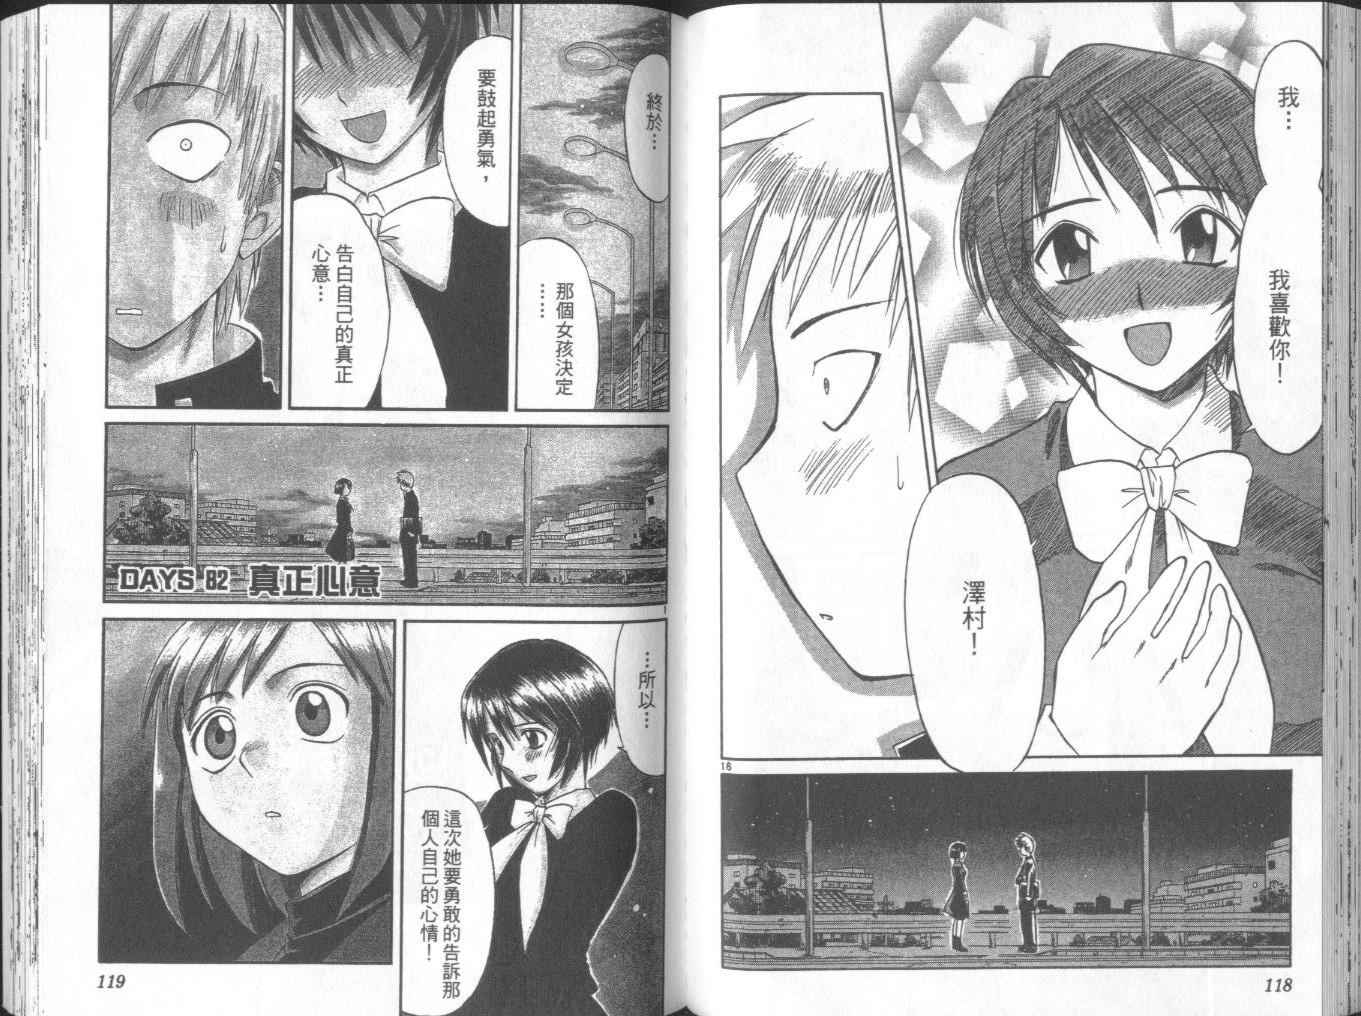 我…
我喜歡你！
澤村！
16
118
終於…
那個女孩決定
……
要鼓起勇氣，
告白自己的真正
心意…
DAYS 82 真正心意
1
…所以…
這次她要勇敢的告訴那
個人自己的心情！
119